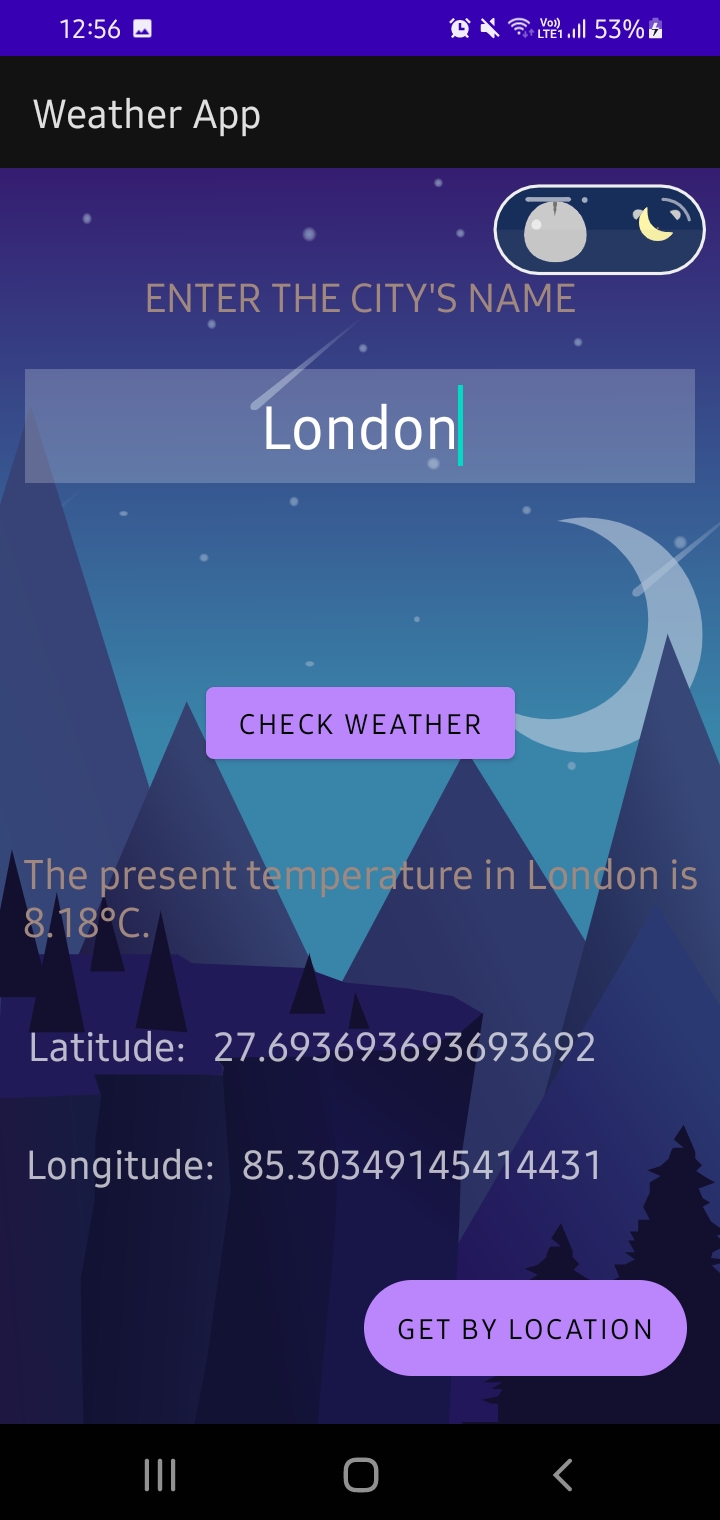 12:56 Vo)) LTE1 53%
Weather App
ENTER THE CITY'S NAME
London
CHECK WEATHER
The present temperature in London is
8.18°C.
Latitude: 27.693693693693692
Longitude: 85.30349145414431
GET BY LOCATION